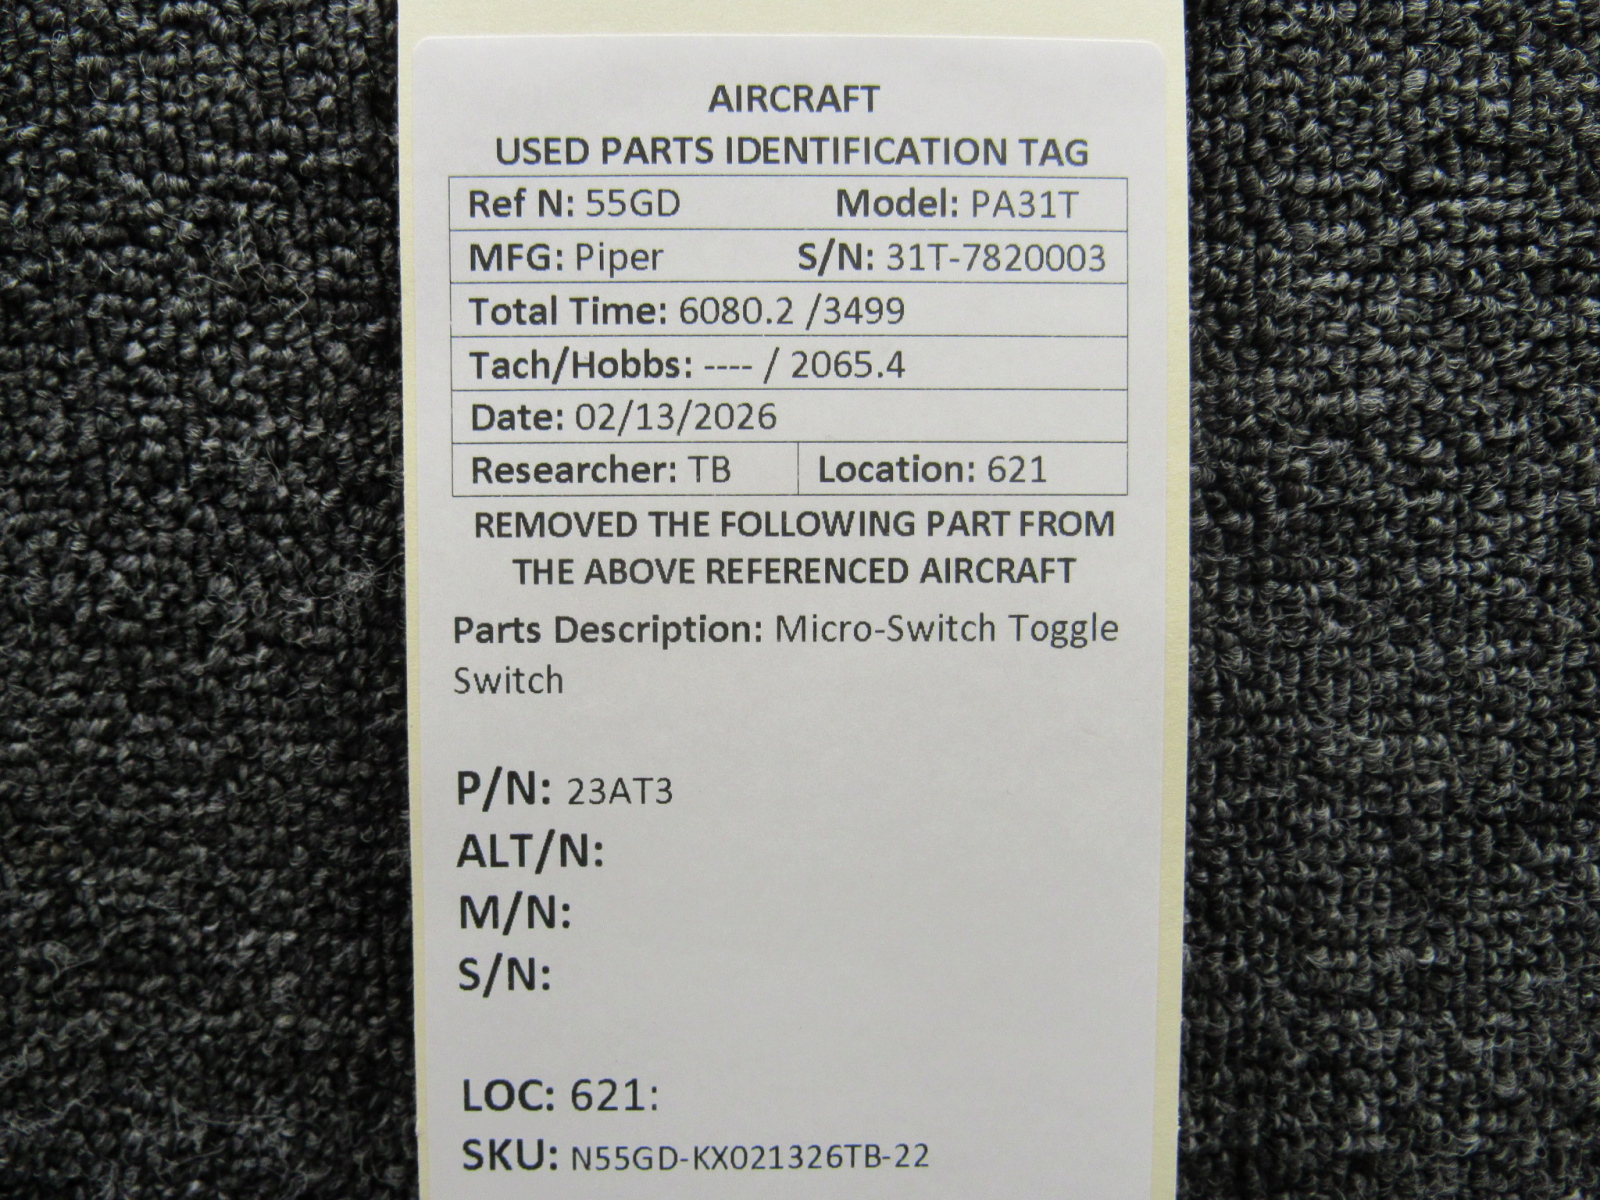 AIRCRAFT
USED PARTS IDENTIFICATION TAG
Ref N: 55GD Model: PA31T
MFG: Piper S/N: 31T-7820003
Total Time: 6080.2 /3499
Tach/Hobbs: ---- / 2065.4
Date: 02/13/2026
Researcher: TB Location: 621
REMOVED THE FOLLOWING PART FROM
THE ABOVE REFERENCED AIRCRAFT
Parts Description: Micro-Switch Toggle
Switch
P/N: 23AT3
ALT/N:
M/N:
S/N:
LOC: 621:
SKU: N55GD-KX021326TB-22